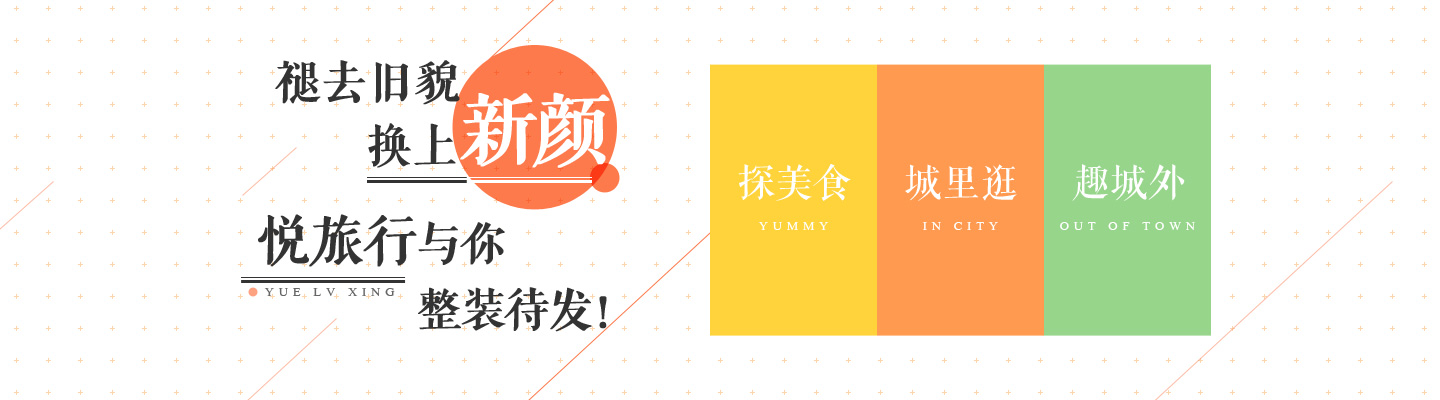 褪去旧貌
换上新颜
悦旅行与你
YUE LV XING
整装待发!
探美食
YUMMY
城里逛
IN CITY
趣城外
OUT OF TOWN